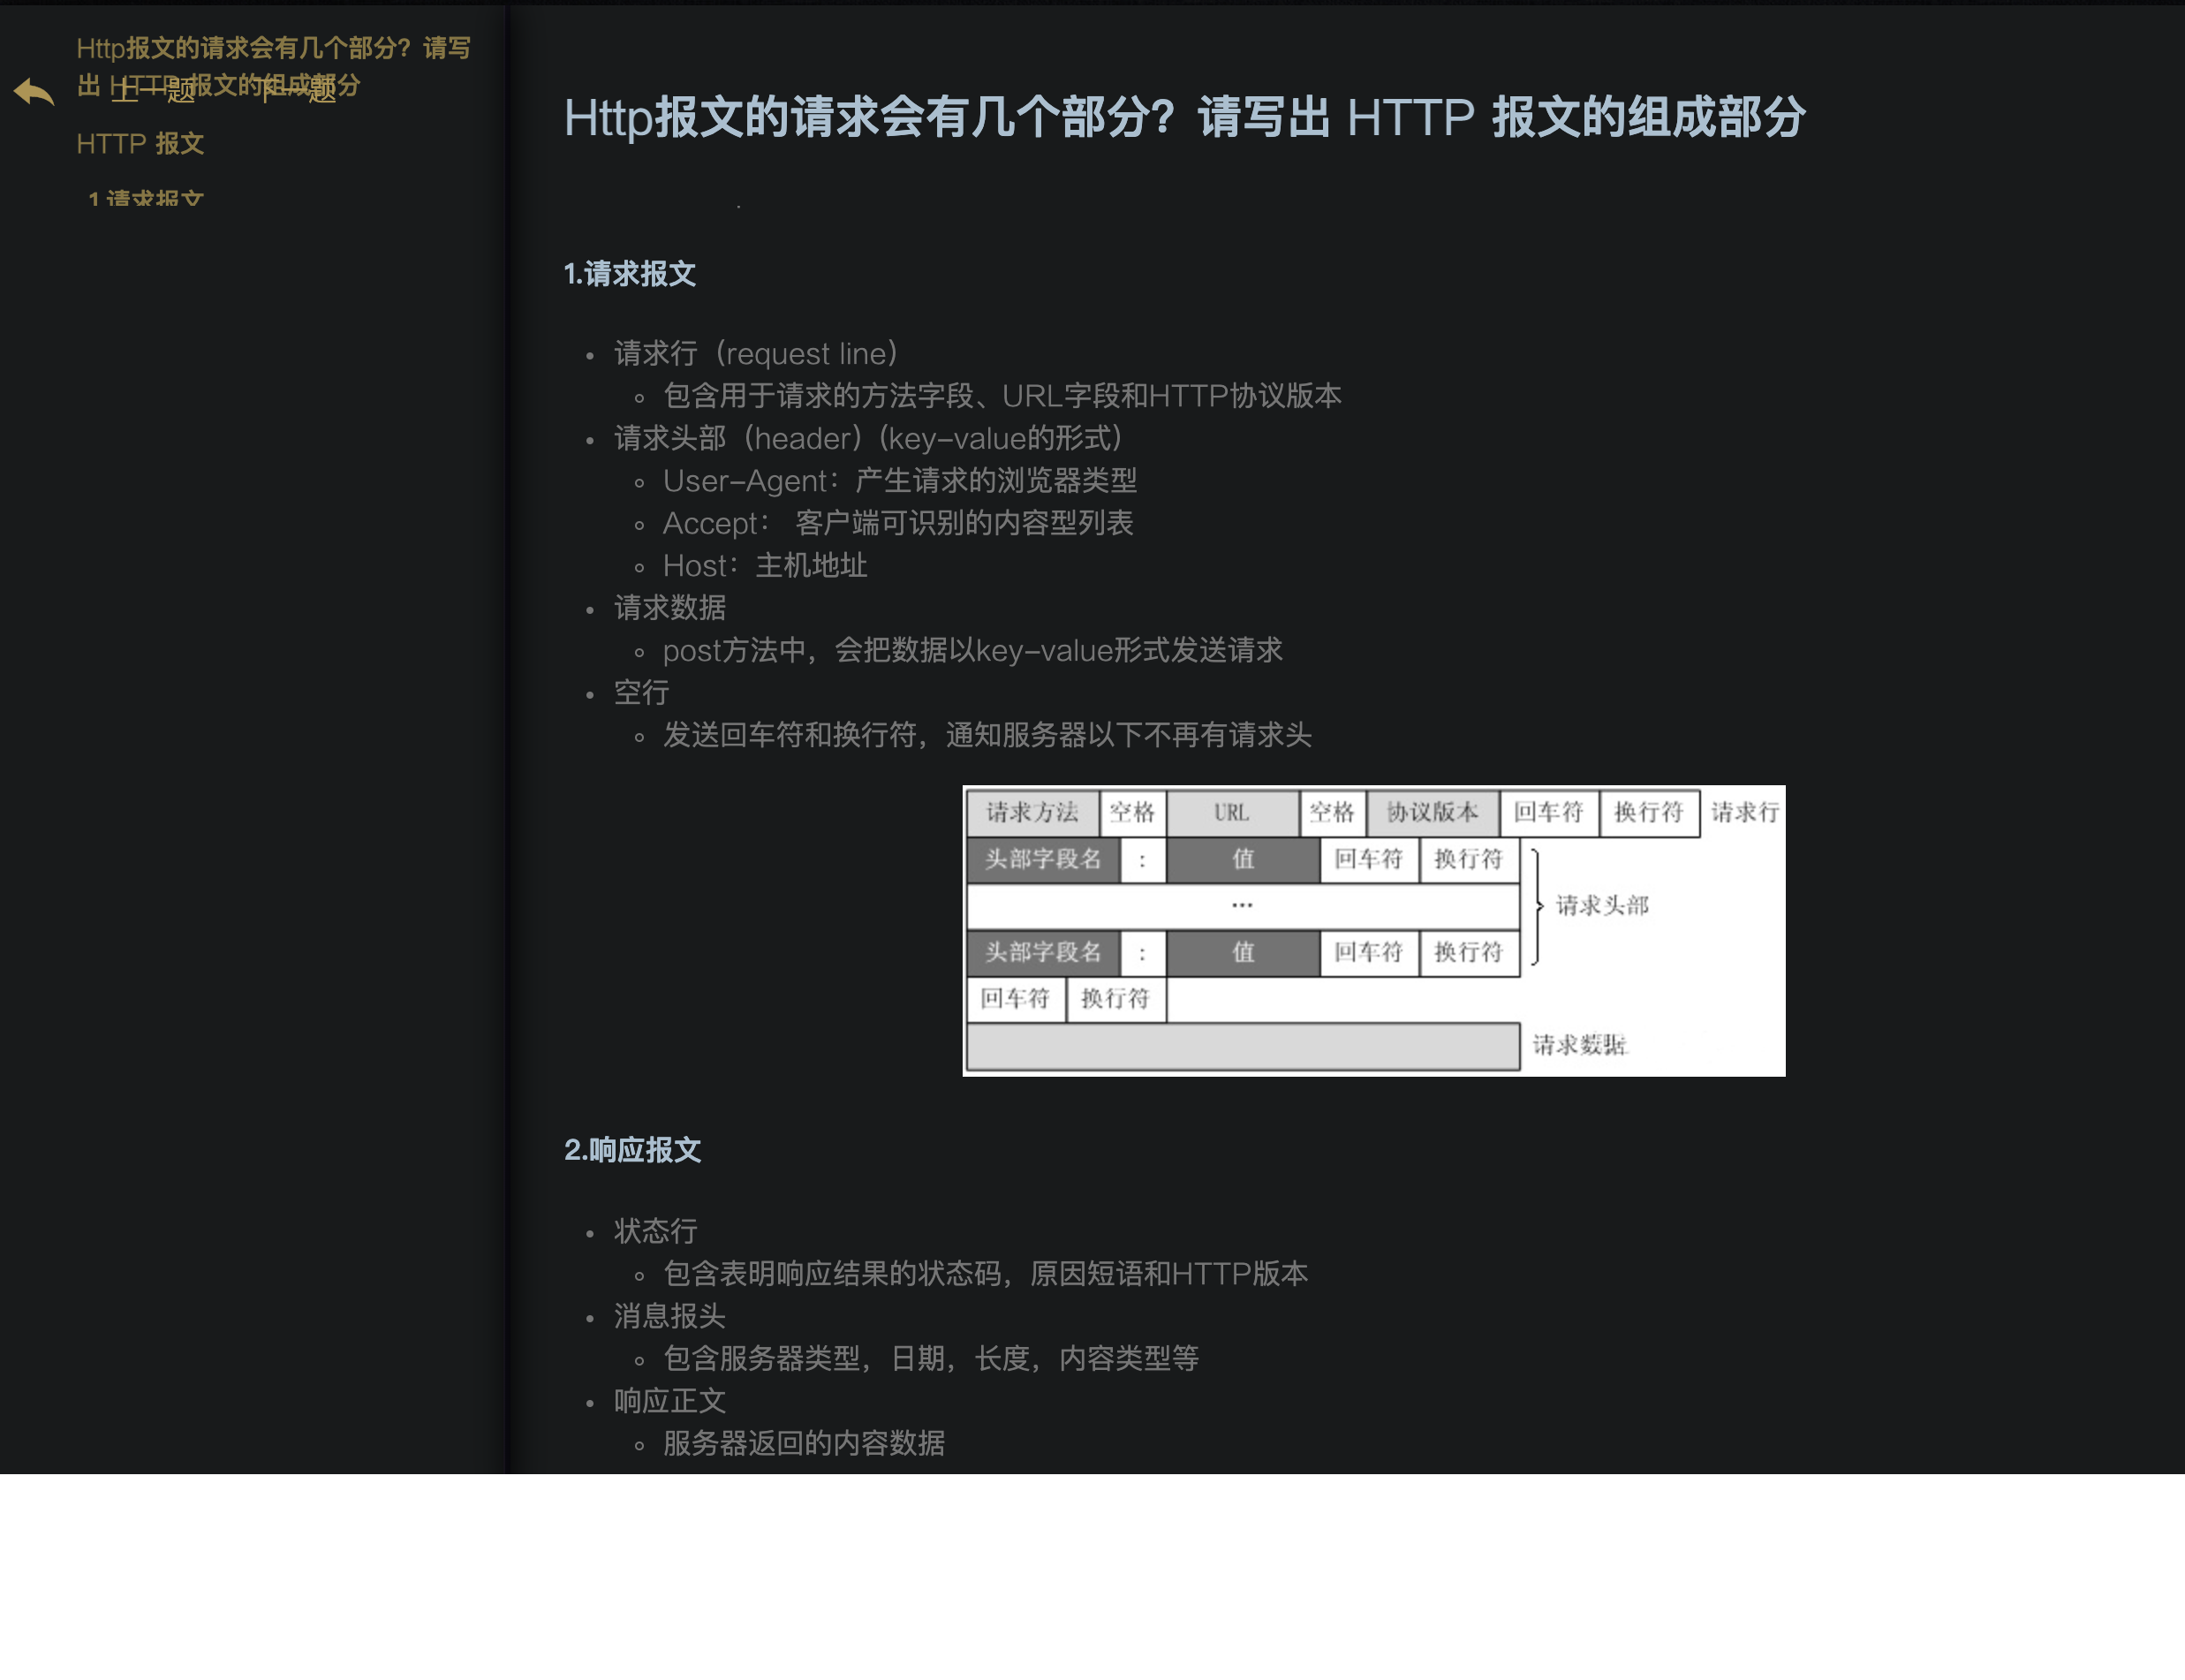 Http报文的请求会有几个部分？请写
出 HTTP 报文的组成部分
上一题 下一题
HTTP 报文
1.请求报文
Http报文的请求会有几个部分？请写出 HTTP 报文的组成部分
1.请求报文
请求行（request line）
包含用于请求的方法字段、URL字段和HTTP协议版本
请求头部（header）(key-value的形式)
User-Agent：产生请求的浏览器类型
Accept： 客户端可识别的内容型列表
Host：主机地址
请求数据
post方法中，会把数据以key-value形式发送请求
空行
发送回车符和换行符，通知服务器以下不再有请求头
请求方法 空格 URL 空格 协议版本 回车符 换行符 请求行
头部字段名 : 值 回车符 换行符
... 请求头部
头部字段名 : 值 回车符 换行符
回车符 换行符
请求数据
2.响应报文
状态行
包含表明响应结果的状态码，原因短语和HTTP版本
消息报头
包含服务器类型，日期，长度，内容类型等
响应正文
服务器返回的内容数据